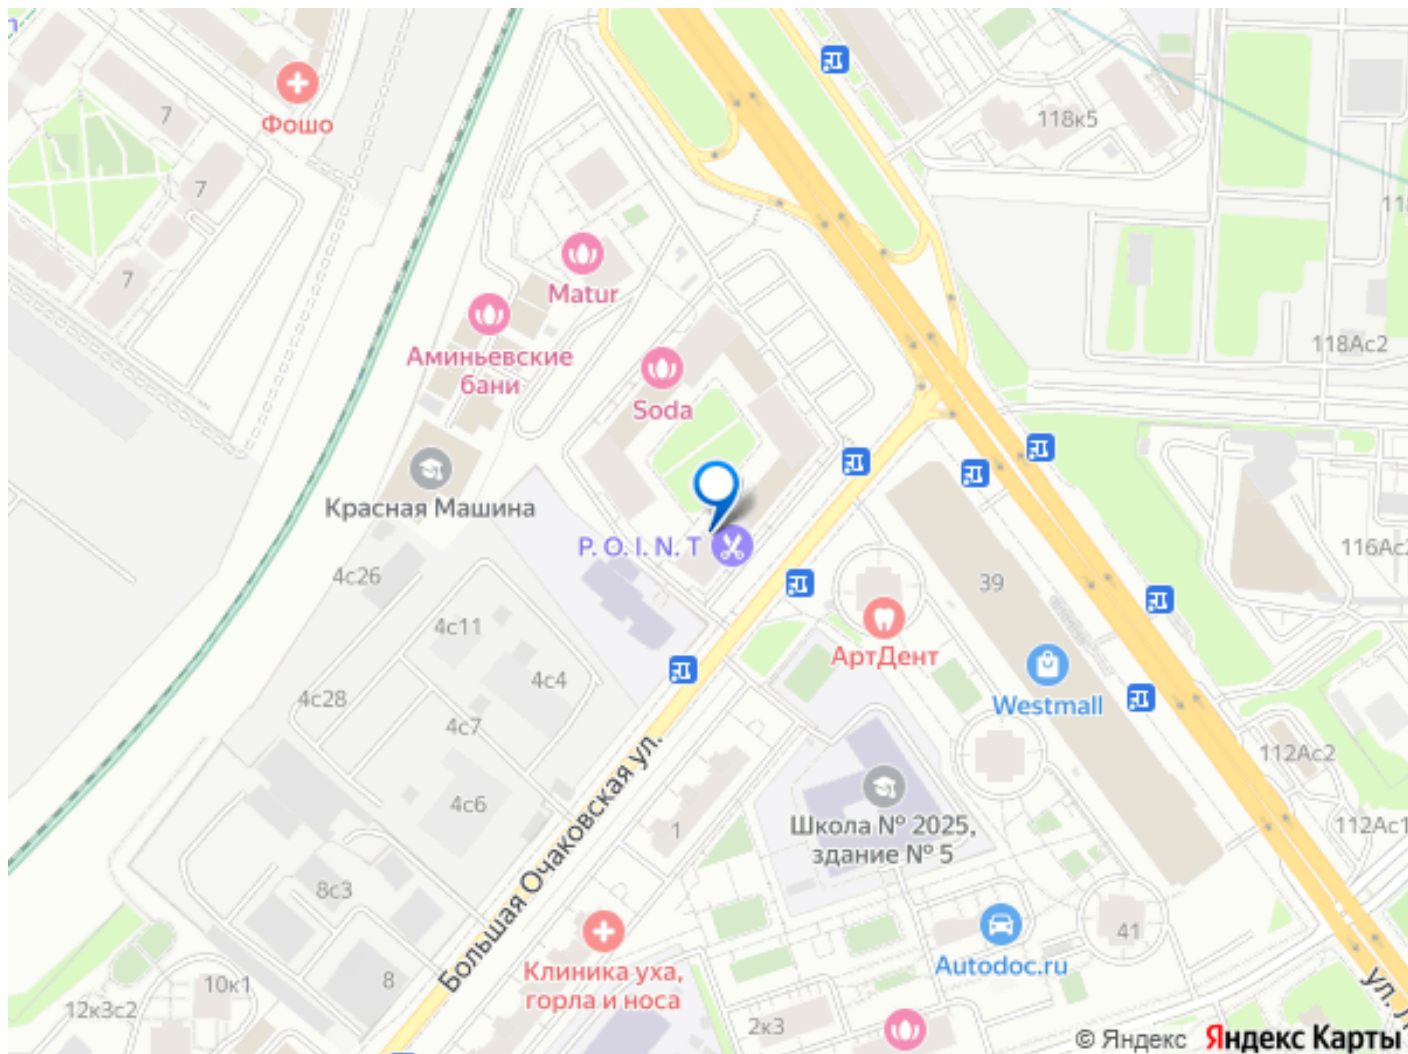 Фошо
7
7
7
118к5
118Ас2
Matur
Аминьевские
бани
Soda
Красная Машина
P. O. I. N. T
4с26
4с11
4с4
4с28
4с7
4с6
39
116Ас2
АртДент
Westmall
112Ас2
112Ас1
Школа № 2025,
здание № 5
1
Большая Очаковская ул.
8с3
8
10к1
12к3с2
Клиника уха,
горла и носа
Autodoc.ru
41
2к3
ул.
© Яндекс Яндекс Карты